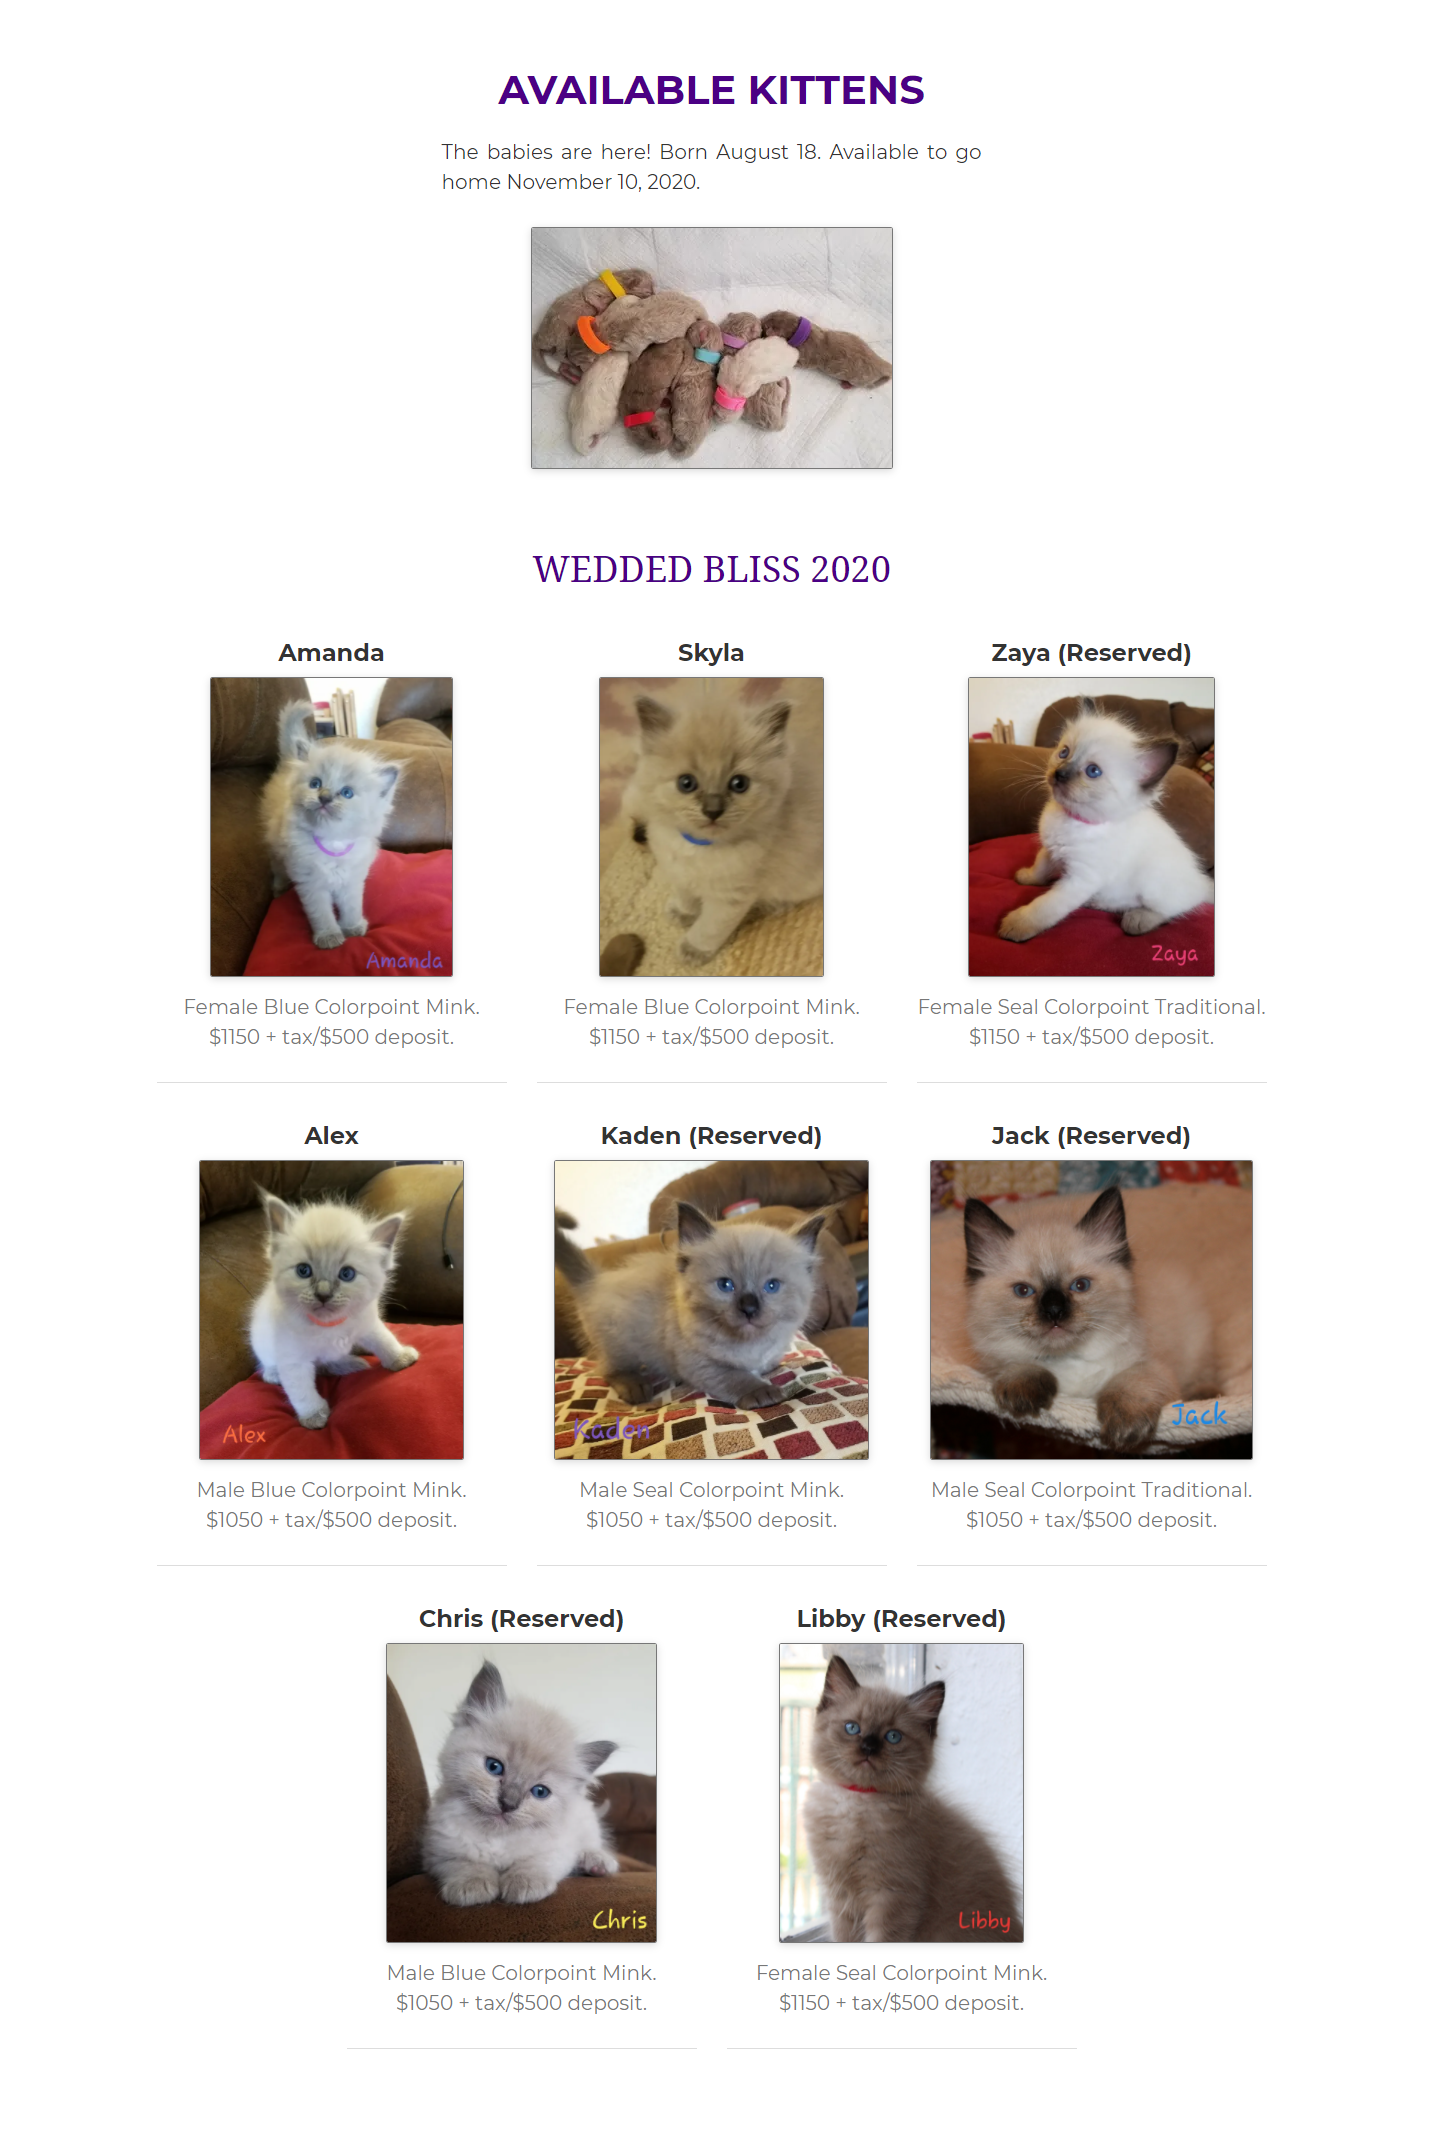 AVAILABLE KITTENS
The babies are here! Born August 18. Available to go
home November 10, 2020.
WEDDED BLISS 2020
Amanda
Skyla
Zaya (Reserved)
Amanda
Zaya
Female Blue Colorpoint Mink.
$1150 + tax/$500 deposit.
Female Blue Colorpoint Mink.
$1150 + tax/$500 deposit.
Female Seal Colorpoint Traditional.
$1150 + tax/$500 deposit.
Alex
Kaden (Reserved)
Jack (Reserved)
Alex
Kaden
Jack
Male Blue Colorpoint Mink.
$1050 + tax/$500 deposit.
Male Seal Colorpoint Mink.
$1050 + tax/$500 deposit.
Male Seal Colorpoint Traditional.
$1050 + tax/$500 deposit.
Chris (Reserved)
Libby (Reserved)
Chris
Libby
Male Blue Colorpoint Mink.
$1050 + tax/$500 deposit.
Female Seal Colorpoint Mink.
$1150 + tax/$500 deposit.